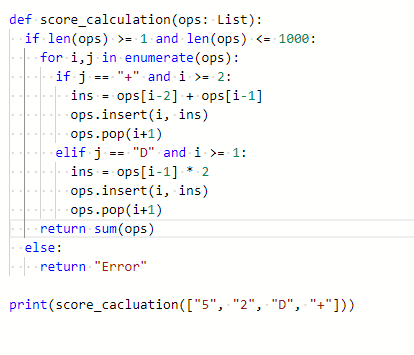 def score_calculation(ops: List):
  if len(ops) >= 1 and len(ops) <= 1000:
    for i,j in enumerate(ops):
      if j == "+" and i >= 2:
        ins = ops[i-2] + ops[i-1]
        ops.insert(i, ins)
        ops.pop(i+1)
      elif j == "D" and i >= 1:
        ins = ops[i-1] * 2
        ops.insert(i, ins)
        ops.pop(i+1)
    return sum(ops)
  else:
    return "Error"
print(score_cacluation(["5", "2", "D", "+"]))